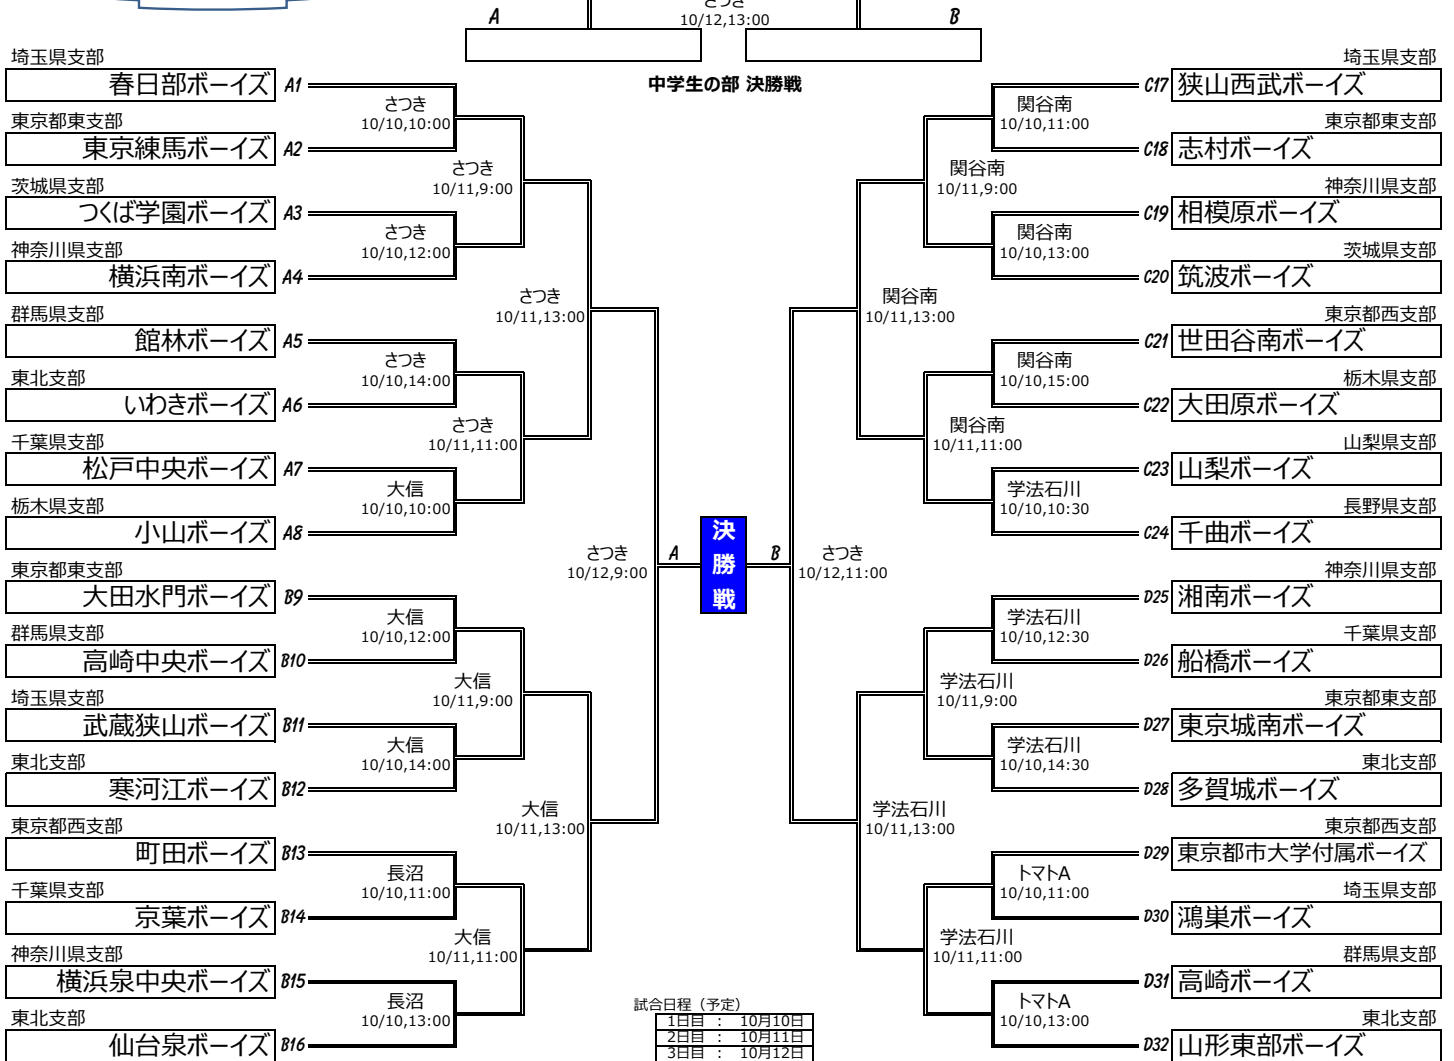 さつき
10/12,13:00
A
B
中学生の部 決勝戦
埼玉県支部
春日部ボーイズ A1
さつき
10/10,10:00
東京都東支部
東京練馬ボーイズ A2
さつき
10/11,9:00
茨城県支部
つくば学園ボーイズ A3
さつき
10/10,12:00
神奈川県支部
横浜南ボーイズ A4
さつき
10/11,13:00
群馬県支部
館林ボーイズ A5
さつき
10/10,14:00
東北支部
いわきボーイズ A6
さつき
10/11,11:00
千葉県支部
松戸中央ボーイズ A7
大信
10/10,10:00
栃木県支部
小山ボーイズ A8
さつき
10/12,9:00
A
東京都東支部
大田水門ボーイズ B9
大信
10/10,12:00
群馬県支部
高崎中央ボーイズ B10
大信
10/11,9:00
埼玉県支部
武蔵狭山ボーイズ B11
大信
10/10,14:00
東北支部
寒河江ボーイズ B12
大信
10/11,13:00
東京都西支部
町田ボーイズ B13
長沼
10/10,11:00
千葉県支部
京葉ボーイズ B14
大信
10/11,11:00
神奈川県支部
横浜泉中央ボーイズ B15
長沼
10/10,13:00
東北支部
仙台泉ボーイズ B16
決
勝
戦
埼玉県支部
C17 狭山西武ボーイズ
関谷南
10/10,11:00
東京都東支部
C18 志村ボーイズ
関谷南
10/11,9:00
神奈川県支部
C19 相模原ボーイズ
関谷南
10/10,13:00
茨城県支部
C20 筑波ボーイズ
関谷南
10/11,13:00
東京都西支部
C21 世田谷南ボーイズ
関谷南
10/10,15:00
栃木県支部
C22 大田原ボーイズ
関谷南
10/11,11:00
山梨県支部
C23 山梨ボーイズ
学法石川
10/10,10:30
長野県支部
C24 千曲ボーイズ
B
さつき
10/12,11:00
神奈川県支部
D25 湘南ボーイズ
学法石川
10/10,12:30
千葉県支部
D26 船橋ボーイズ
学法石川
10/11,9:00
東京都東支部
D27 東京城南ボーイズ
学法石川
10/10,14:30
東北支部
D28 多賀城ボーイズ
学法石川
10/11,13:00
東京都西支部
D29 東京都市大学付属ボーイズ
トマトA
10/10,11:00
埼玉県支部
D30 鴻巣ボーイズ
学法石川
10/11,11:00
群馬県支部
D31 高崎ボーイズ
トマトA
10/10,13:00
東北支部
D32 山形東部ボーイズ
試合日程（予定）
1日目 : 10月10日
2日目 : 10月11日
3日目 : 10月12日